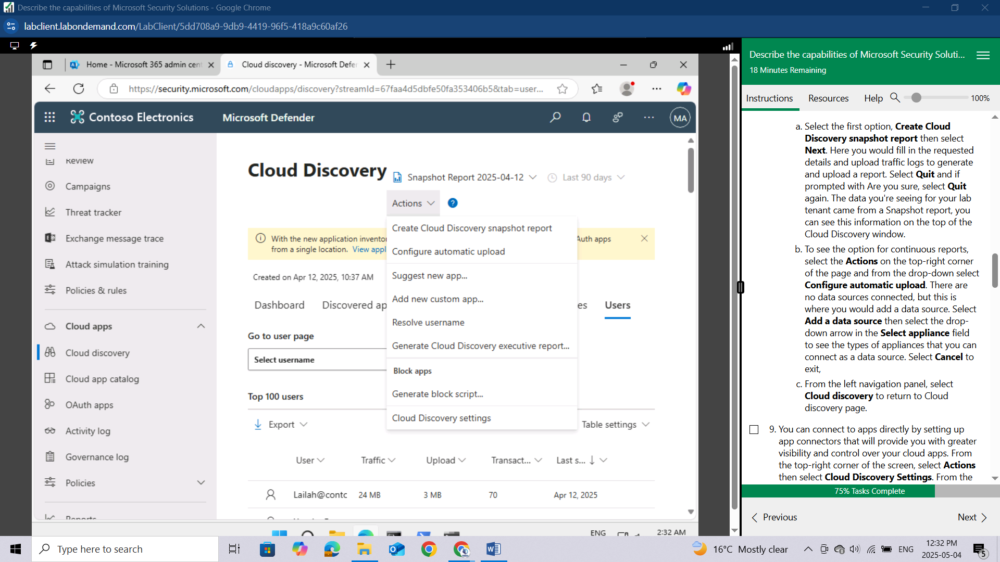 Describe the capabilities of Microsoft Security Solutions - Google Chrome
labclient.labondemand.com/LabClient/5dd708a9-9db9-4419-96f5-418a9c60af26
Home - Microsoft 365 admin cent
Cloud discovery - Microsoft Defer
https://security.microsoft.com/cloudapps/discovery?streamId=67faa4d5dbfe50fa353406b5&tab=user...
Contoso Electronics
Microsoft Defender
MA
Review
Campaigns
Threat tracker
Exchange message trace
Attack simulation training
Policies & rules
Cloud apps
Cloud discovery
Cloud app catalog
OAuth apps
Activity log
Governance log
Policies
Reports
Cloud Discovery
Snapshot Report 2025-04-12
Last 90 days
Actions
?
With the new application inventor
Auth apps
from a single location. View appl
Create Cloud Discovery snapshot report
Configure automatic upload
Suggest new app...
Add new custom app...
Resolve username
Generate Cloud Discovery executive report...
Block apps
Generate block script...
Cloud Discovery settings
Created on Apr 12, 2025, 10:37 AM
Dashboard
Discovered ap
es
Users
Go to user page
Select username
Top 100 users
Export
Table settings
User
Traffic
Upload
Transact...
Last s...
Lailah@contc
24 MB
3 MB
70
Apr 12, 2025
ENG
2:32 AM
Describe the capabilities of Microsoft Security Soluti...
18 Minutes Remaining
Instructions
Resources
Help
100%
a. Select the first option, Create Cloud
Discovery snapshot report then select
Next. Here you would fill in the requested
details and upload traffic logs to generate
and upload a report. Select Quit and if
prompted with Are you sure, select Quit
again. The data you're seeing for your lab
tenant came from a Snapshot report, you
can see this information on the top of the
Cloud Discovery window.
b. To see the option for continuous reports,
select the Actions on the top-right corner
of the page and from the drop-down select
Configure automatic upload. There are
no data sources connected, but this is
where you would add a data source. Select
Add a data source then select the drop-
down arrow in the Select appliance field
to see the types of appliances that you can
connect as a data source. Select Cancel to
exit,
c. From the left navigation panel, select
Cloud discovery to return to Cloud
discovery page.
9. You can connect to apps directly by setting up
app connectors that will provide you with greater
visibility and control over your cloud apps. From
the top-right corner of the screen, select Actions
then select Cloud Discovery Settings. From the
75% Tasks Complete
Previous
Next
Type here to search
16°C Mostly clear
ENG
12:32 PM
2025-05-04
5